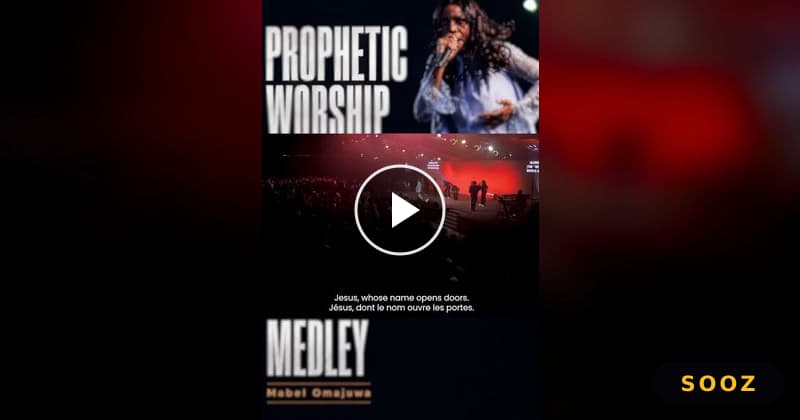 PROPHETIC
WORSHIP
Jesus, whose name opens doors.
Jésus, dont le nom ouvre les portes.
MEDLEY
Mabel Omajuwa
SOOZ